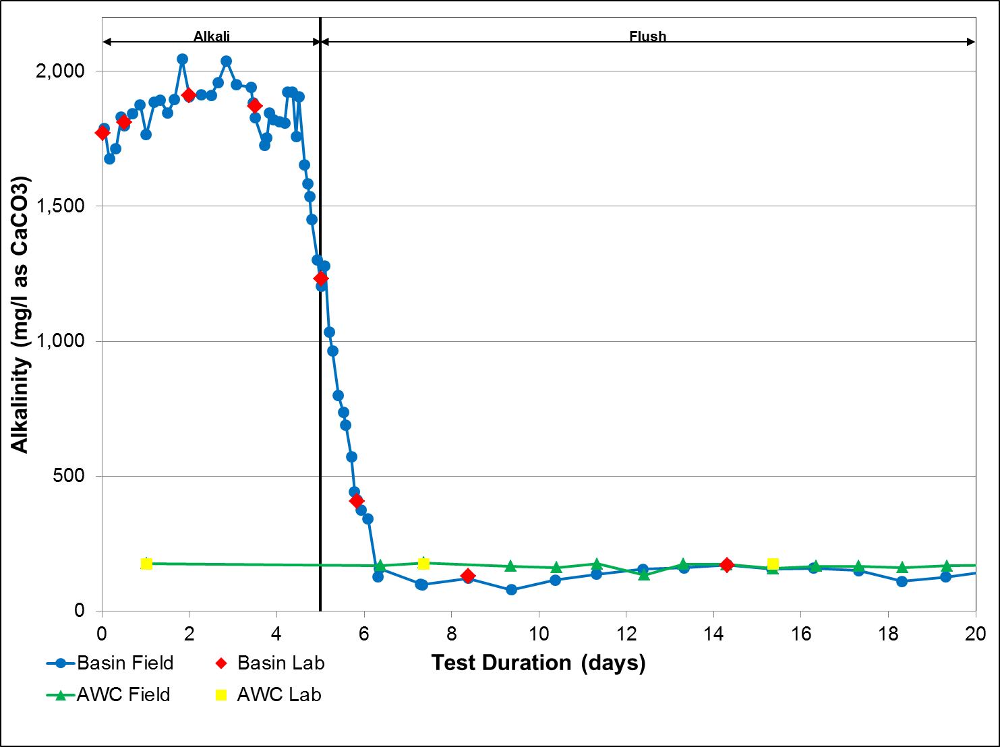 Alkali
Flush
2,000
1,500
1,000
500
0
Alkalinity (mg/l as CaCO3)
0 2 4 6 8 10 12 14 16 18 20
Test Duration (days)
Basin Field Basin Lab
AWC Field AWC Lab